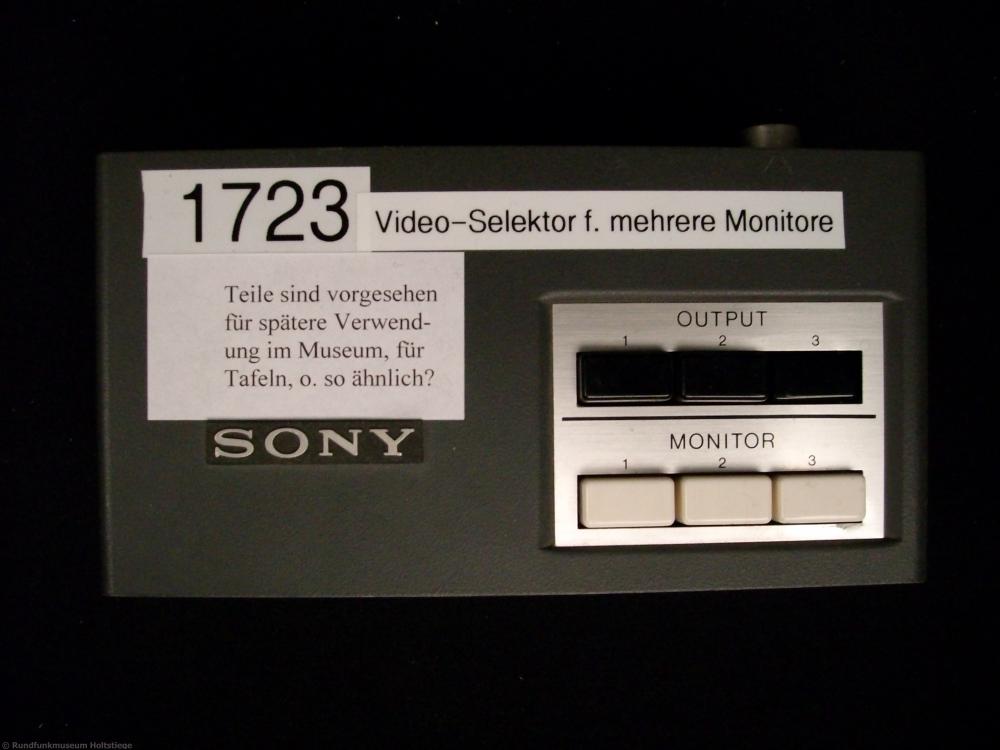 1723
Video-Selektor f. mehrere Monitore
Teile sind vorgesehen
für spätere Verwend-
ung im Museum, für
Tafeln, o. so ähnlich?
SONY
OUTPUT
1 2 3
MONITOR
1 2 3
© Rundfunkmuseum Holtstiege